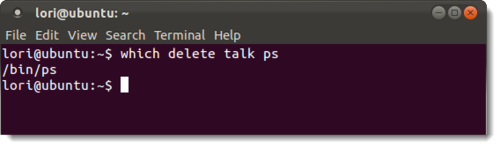 lori@ubuntu: ~
File Edit View Search Terminal Help
lori@ubuntu:~$ which delete talk ps
/bin/ps
lori@ubuntu:~$